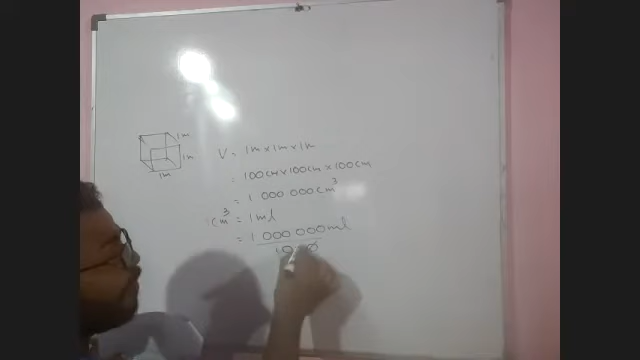 1m
1m
1m
V = 1m x 1m x 1m
= 100cm x 100cm x 100cm
= 1 000 000cm³
cm³ = 1ml
= 1 000 000ml